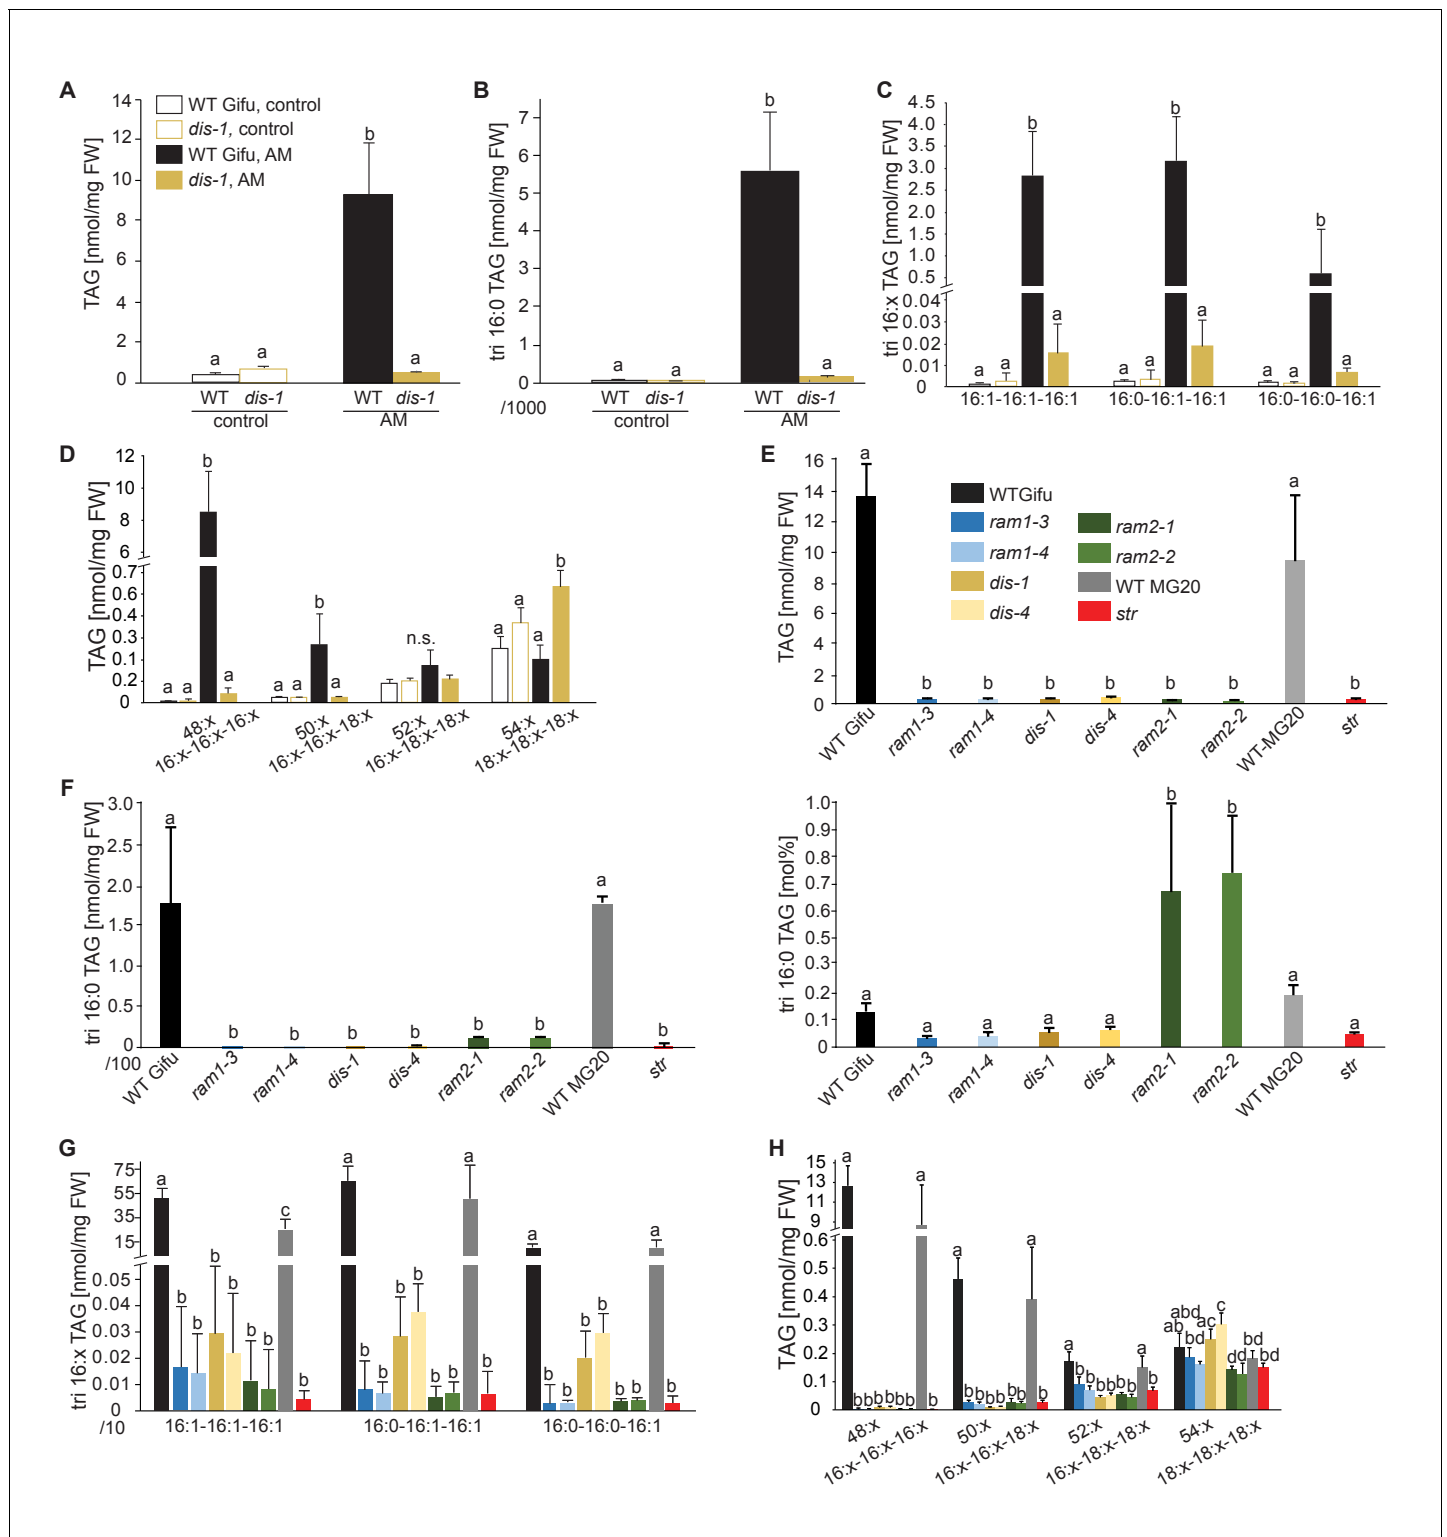 A
TAG [nmol/mg FW]
14
12
10
8
6
4
2
0
WT Gifu, control
dis-1, control
WT Gifu, AM
dis-1, AM
a
a
b
a
WT dis-1 WT dis-1
control AM
B
tri 16:0 TAG [nmol/mg FW]
7
6
5
4
3
2
1
0
/1000
a
a
b
a
WT dis-1 WT dis-1
control AM
C
tri 16:x TAG [nmol/mg FW]
4.5
4.0
3.5
3.0
2.5
2.0
1.5
1.0
0.5
0.04
0.03
0.02
0.01
0
a a b a
a a b a
a a b a
16:1-16:1-16:1 16:0-16:1-16:1 16:0-16:0-16:1
D
TAG [nmol/mg FW]
12
10
8
6
0.7
0.6
0.3
0.1
0.2
0
a a b a
a a b a
n.s.
a a a b
48:x 50:x 52:x 54:x
16:x-16:x-16:x 16:x-16:x-18:x 16:x-18:x-18:x 18:x-18:x-18:x
E
TAG [nmol/mg FW]
16
14
12
10
8
6
4
2
0
WTGifu
ram1-3
ram1-4
dis-1
dis-4
ram2-1
ram2-2
WT MG20
str
a b b b b b b a b
WT Gifu ram1-3 ram1-4 dis-1 dis-4 ram2-1 ram2-2 WT-MG20 str
F
tri 16:0 TAG [nmol/mg FW]
3.0
2.5
2.0
1.0
0.5
0
/100
a b b b b b b a b
WT Gifu ram1-3 ram1-4 dis-1 dis-4 ram2-1 ram2-2 WT MG20 str
tri 16:0 TAG [mol%]
1.0
0.9
0.8
0.7
0.5
0.3
0.2
0.1
0
a a a a a b b a a
WT Gifu ram1-3 ram1-4 dis-1 dis-4 ram2-1 ram2-2 WT MG20 str
G
tri 16:x TAG [nmol/mg FW]
75
55
35
15
0.05
0.04
0.03
0.02
0.01
0
/10
a b b b b b b c b
a b b b b b b a b
a b b b b b b a b
16:1-16:1-16:1 16:0-16:1-16:1 16:0-16:0-16:1
H
TAG [nmol/mg FW]
15
13
11
9
0.6
0.5
0.4
0.3
0.2
0.1
0
a b b b b b b a b
a b b b b b b a b
a b b b b b b a b
ab abd bd ac c d d bd bd
48:x 50:x 52:x 54:x
16:x-16:x-16:x 16:x-16:x-18:x 16:x-18:x-18:x 18:x-18:x-18:x